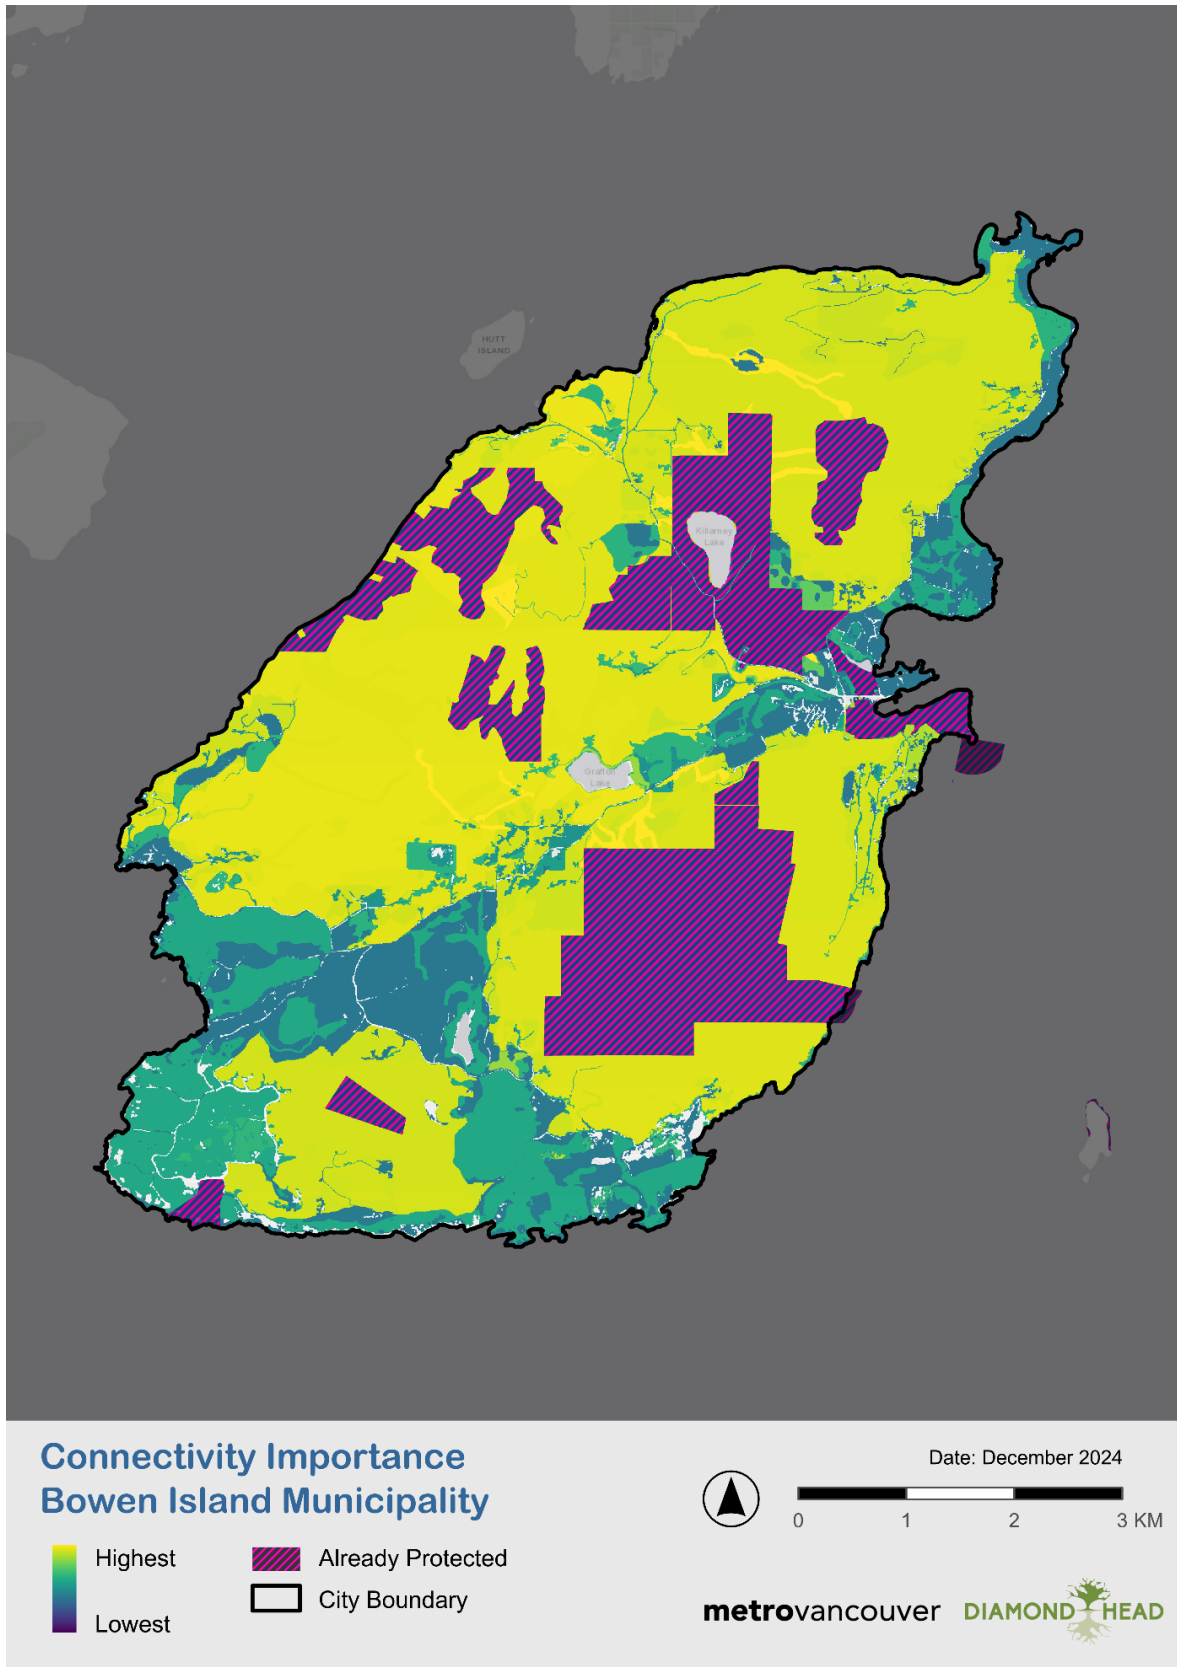 HUTT
ISLAND
Killarney
Lake
Grafton
Lake
Connectivity Importance
Bowen Island Municipality
Date: December 2024
0 1 2 3 KM
Highest
Lowest
Already Protected
City Boundary
metrovancouver
DIAMOND HEAD